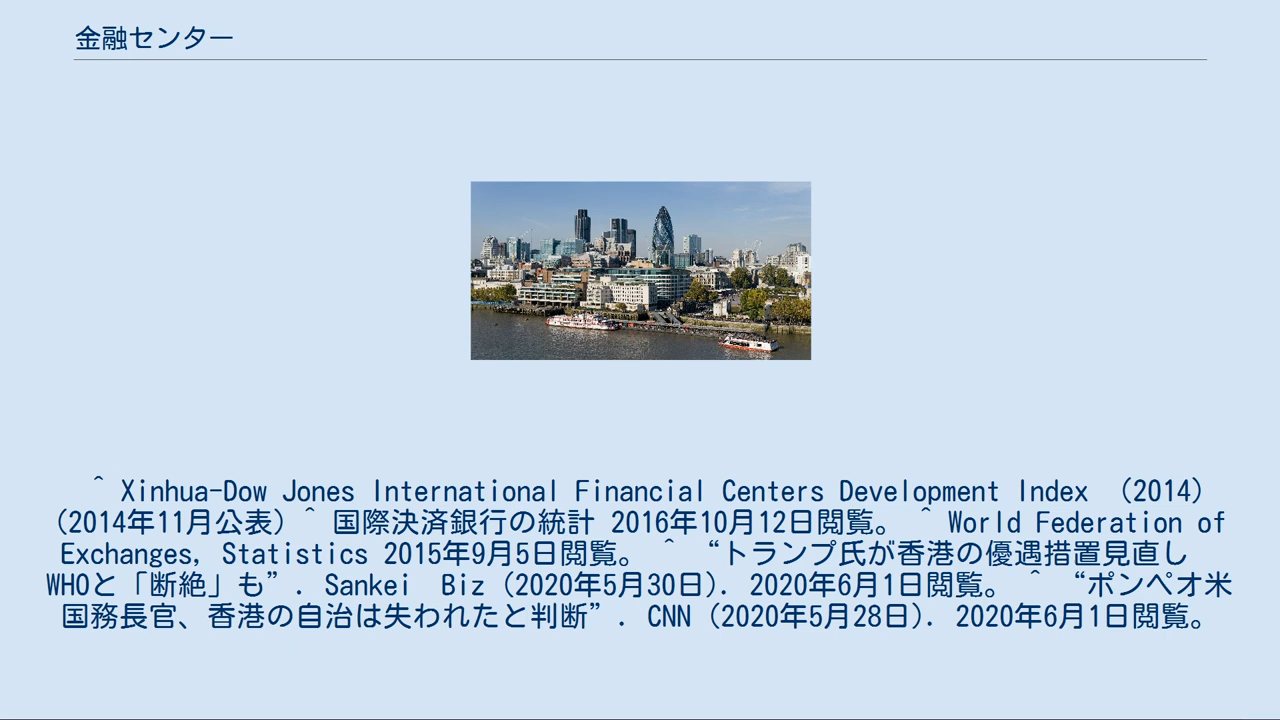 金融センター
^ Xinhua-Dow Jones International Financial Centers Development Index （2014）
（2014年11月公表）^ 国際決済銀行の統計 2016年10月12日閲覧。 ^ World Federation of
Exchanges, Statistics 2015年9月5日閲覧。 ^ “トランプ氏が香港の優遇措置見直し
WHOと「断絶」も”. Sankei Biz (2020年5月30日). 2020年6月1日閲覧。 ^ “ポンペオ米
国務長官、香港の自治は失われたと判断”. CNN (2020年5月28日). 2020年6月1日閲覧。